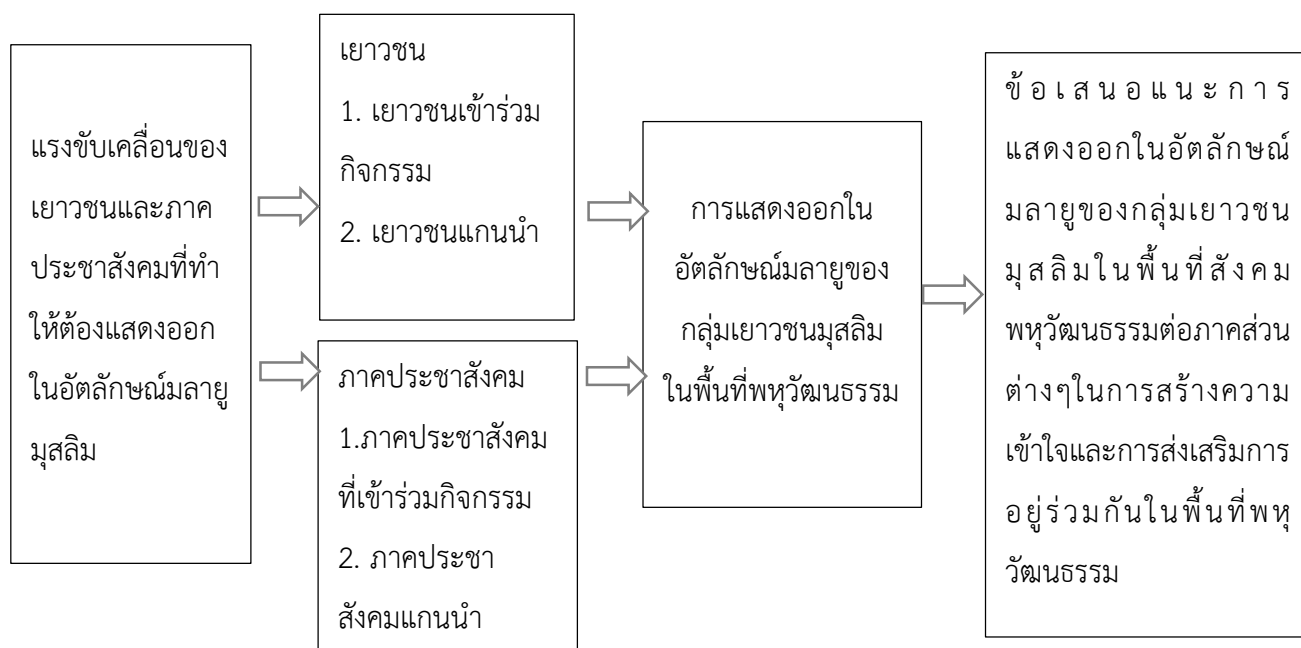 แรงขับเคลื่อนของ
เยาวชนและภาค
ประชาสังคมที่ทำ
ให้ต้องแสดงออก
ในอัตลักษณ์มลายู
มุสลิม
เยาวชน
1. เยาวชนเข้าร่วม
กิจกรรม
2. เยาวชนแกนนำ
ภาคประชาสังคม
1.ภาคประชาสังคม
ที่เข้าร่วมกิจกรรม
2. ภาคประชา
สังคมแกนนำ
การแสดงออกใน
อัตลักษณ์มลายูของ
กลุ่มเยาวชนมุสลิม
ในพื้นที่พหุวัฒนธรรม
ข้อเสนอแนะการ
แสดงออกในอัตลักษณ์
มลายูของกลุ่มเยาวชน
มุสลิมในพื้นที่สังคม
พหุวัฒนธรรมต่อภาคส่วน
ต่างๆในการสร้างความ
เข้าใจและการส่งเสริมการ
อยู่ร่วมกันในพื้นที่พหุ
วัฒนธรรม